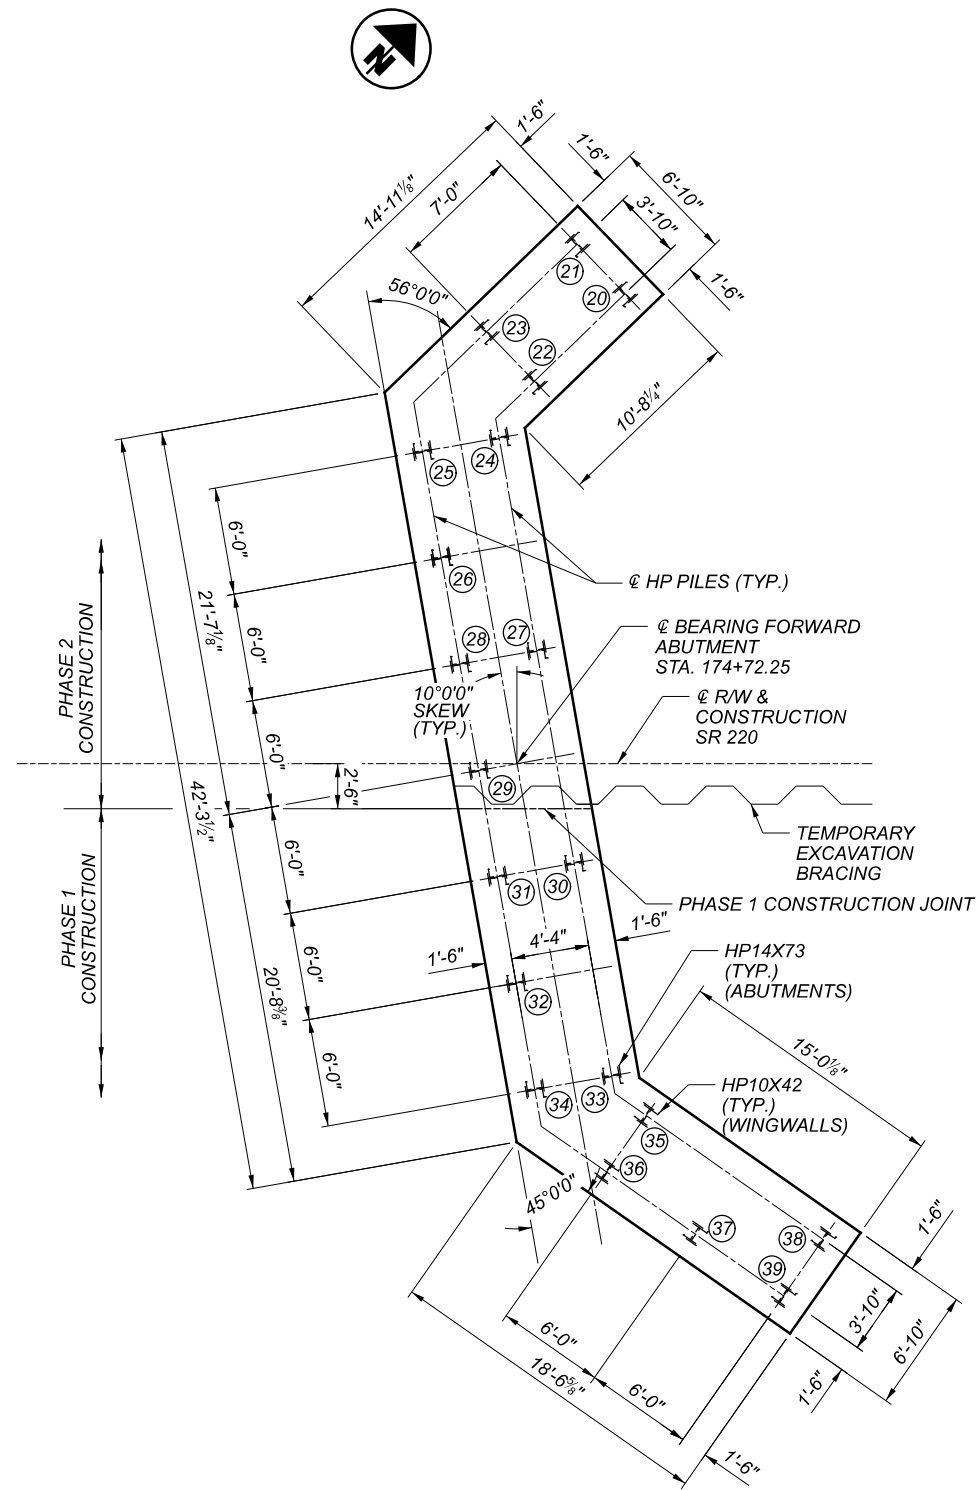 N
1'-6"
1'-6"
6'-10"
14'-11⅛"
7'-0"
3'-10"
1'-6"
56°0'0"
21
20
23
22
10'-8¼"
25
24
6'-0"
26
℄ HP PILES (TYP.)
21'-7⅛"
6'-0"
28
27
℄ BEARING FORWARD
ABUTMENT
STA. 174+72.25
PHASE 2
CONSTRUCTION
10°0'0"
SKEW
(TYP.)
℄ R/W &
CONSTRUCTION
SR 220
6'-0"
2'-6"
29
42'-3½"
TEMPORARY
EXCAVATION
BRACING
6'-0"
31
30
PHASE 1
CONSTRUCTION
PHASE 1 CONSTRUCTION JOINT
1'-6"
4'-4"
1'-6"
HP14X73
(TYP.)
(ABUTMENTS)
6'-0"
20'-8⅜"
32
15'-0⅛"
6'-0"
34
33
HP10X42
(TYP.)
(WINGWALLS)
35
36
45°0'0"
37
38
39
1'-6"
3'-10"
6'-10"
6'-0"
18'-6⅝"
6'-0"
1'-6"
1'-6"